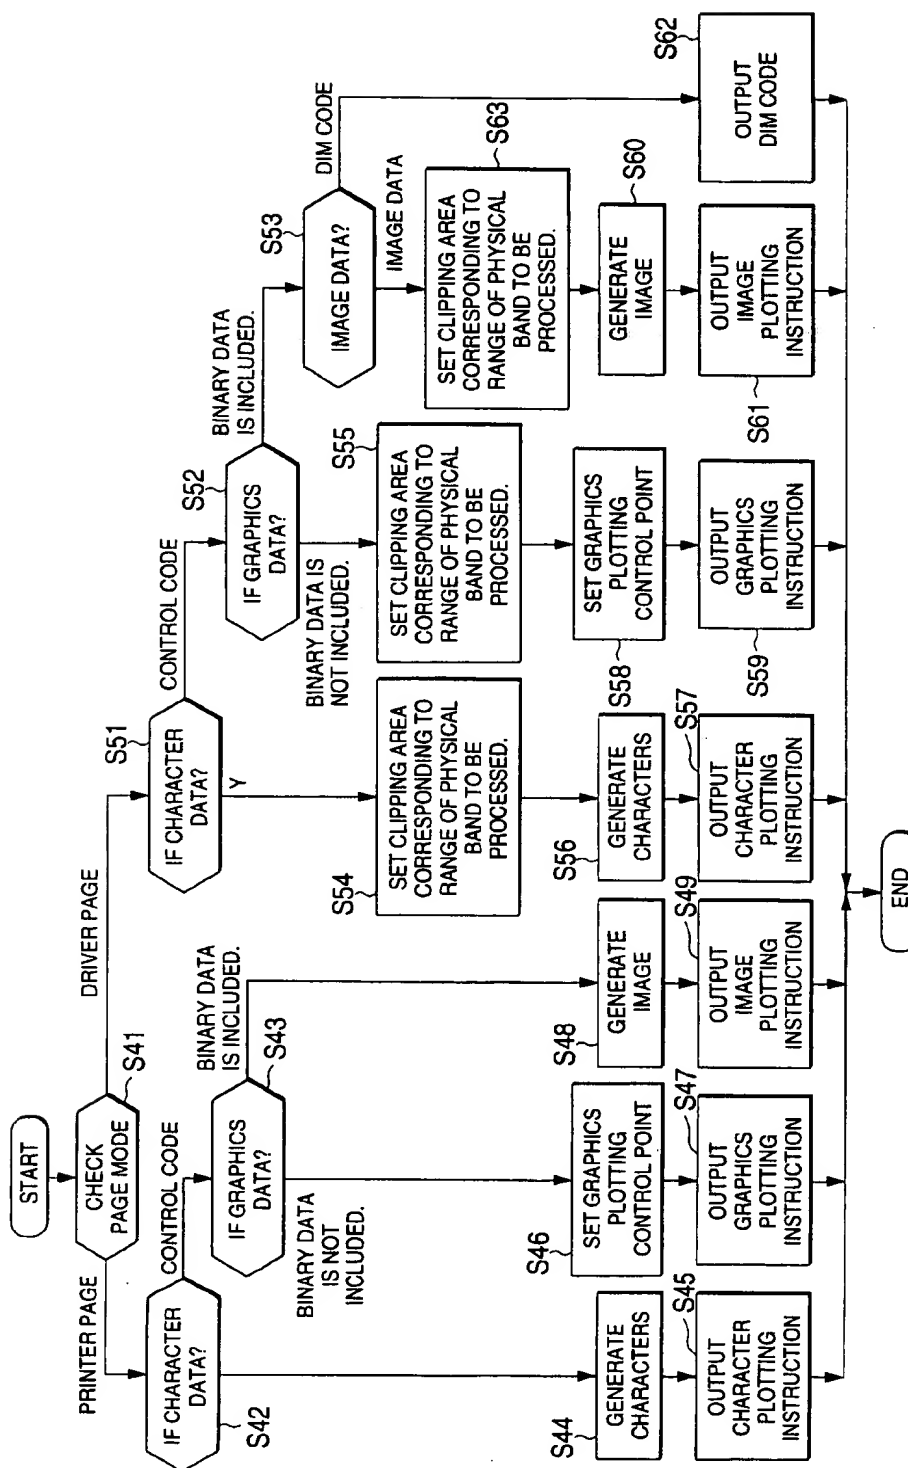 START
CHECK
PAGE MODE
S41
PRINTER PAGE
DRIVER PAGE
IF CHARACTER
DATA?
S42
CONTROL CODE
IF GRAPHICS
DATA?
S43
BINARY DATA
IS INCLUDED.
BINARY DATA
IS NOT
INCLUDED.
S44
GENERATE
CHARACTERS
S45
OUTPUT
CHARACTER
PLOTTING
INSTRUCTION
S46
SET GRAPHICS
PLOTTING
CONTROL POINT
S47
OUTPUT
GRAPHICS
PLOTTING
INSTRUCTION
S48
GENERATE
IMAGE
S49
OUTPUT
IMAGE
PLOTTING
INSTRUCTION
S51
IF CHARACTER
DATA?
Y
CONTROL CODE
S52
IF GRAPHICS
DATA?
BINARY DATA
IS INCLUDED.
BINARY DATA IS
NOT INCLUDED.
S53
IMAGE DATA?
DIM CODE
IMAGE DATA
S54
SET CLIPPING AREA
CORRESPONDING TO
RANGE OF PHYSICAL
BAND TO BE
PROCESSED.
S55
SET CLIPPING AREA
CORRESPONDING TO
RANGE OF PHYSICAL
BAND TO BE
PROCESSED.
S63
SET CLIPPING AREA
CORRESPONDING TO
RANGE OF PHYSICAL
BAND TO BE
PROCESSED.
S56
GENERATE
CHARACTERS
S57
OUTPUT
CHARACTER
PLOTTING
INSTRUCTION
S58
SET GRAPHICS
PLOTTING
CONTROL POINT
S59
OUTPUT
GRAPHICS
PLOTTING
INSTRUCTION
S60
GENERATE
IMAGE
S61
OUTPUT
IMAGE
PLOTTING
INSTRUCTION
S62
OUTPUT
DIM CODE
END